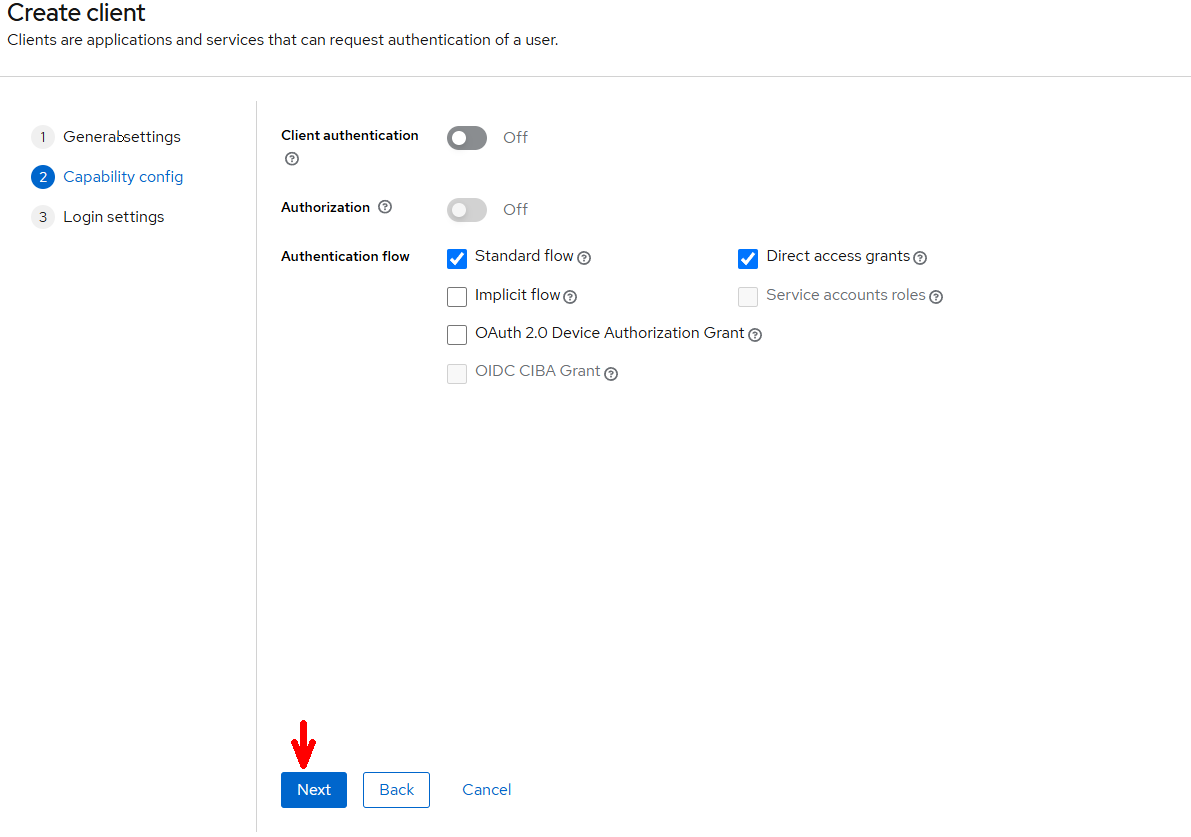 Create client
Clients are applications and services that can request authentication of a user.
1 General settings
2 Capability config
3 Login settings
Client authentication
Off
Authorization
Off
Authentication flow
Standard flow
Direct access grants
Implicit flow
Service accounts roles
OAuth 2.0 Device Authorization Grant
OIDC CIBA Grant
Next
Back
Cancel